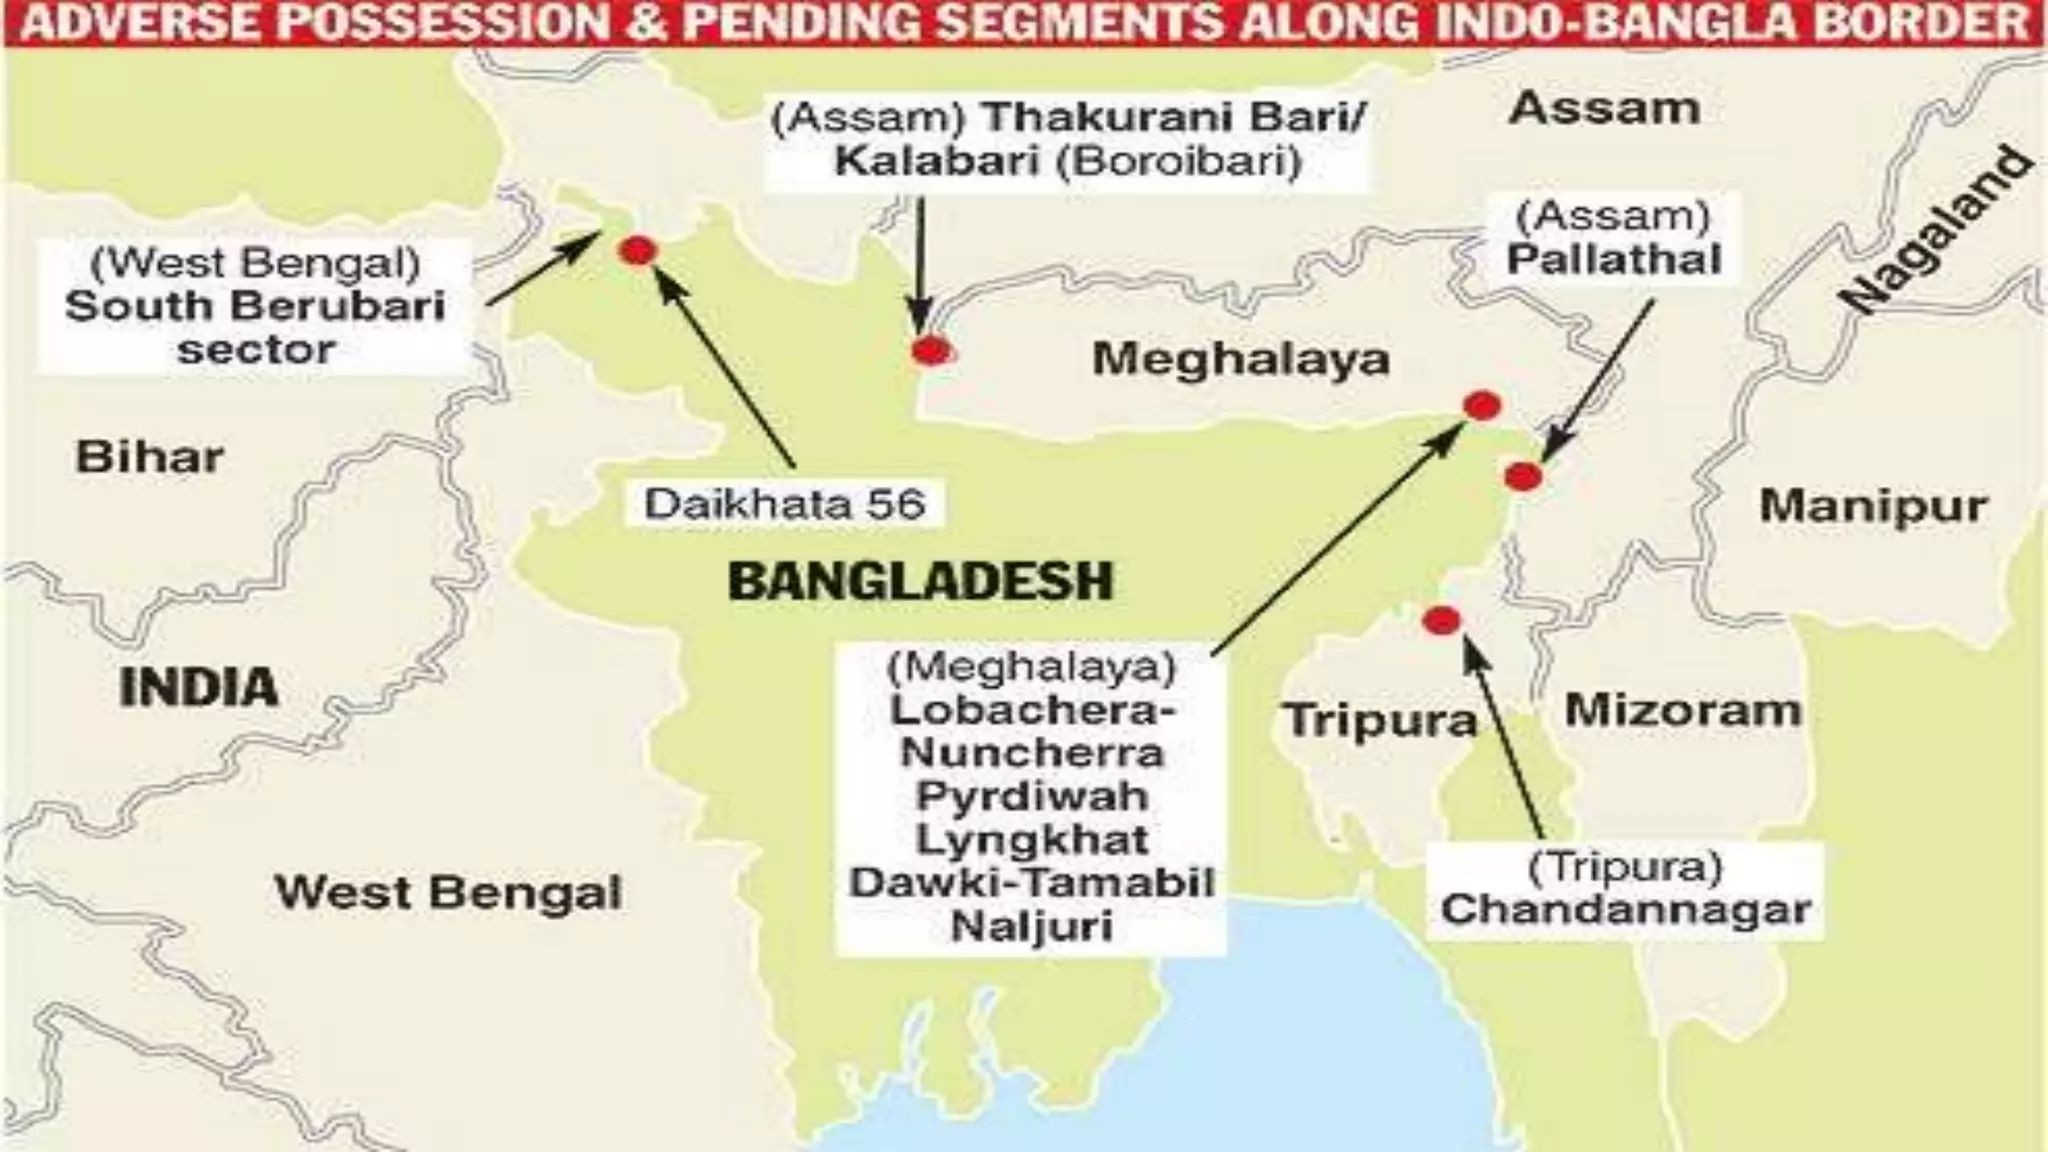 ADVERSE POSSESSION & PENDING SEGMENTS ALONG INDO-BANGLA BORDER
(Assam) Thakurani Bari/
Kalabari (Boroibari)
Assam
(Assam)
Pallathal
Nagaland
(West Bengal)
South Berubari
sector
Meghalaya
Bihar
Daikhata 56
Manipur
BANGLADESH
INDIA
(Meghalaya)
Lobachera-
Nuncherra
Pyrdiwah
Lyngkhat
Dawki-Tamabil
Naljuri
Tripura
Mizoram
West Bengal
(Tripura)
Chandannagar